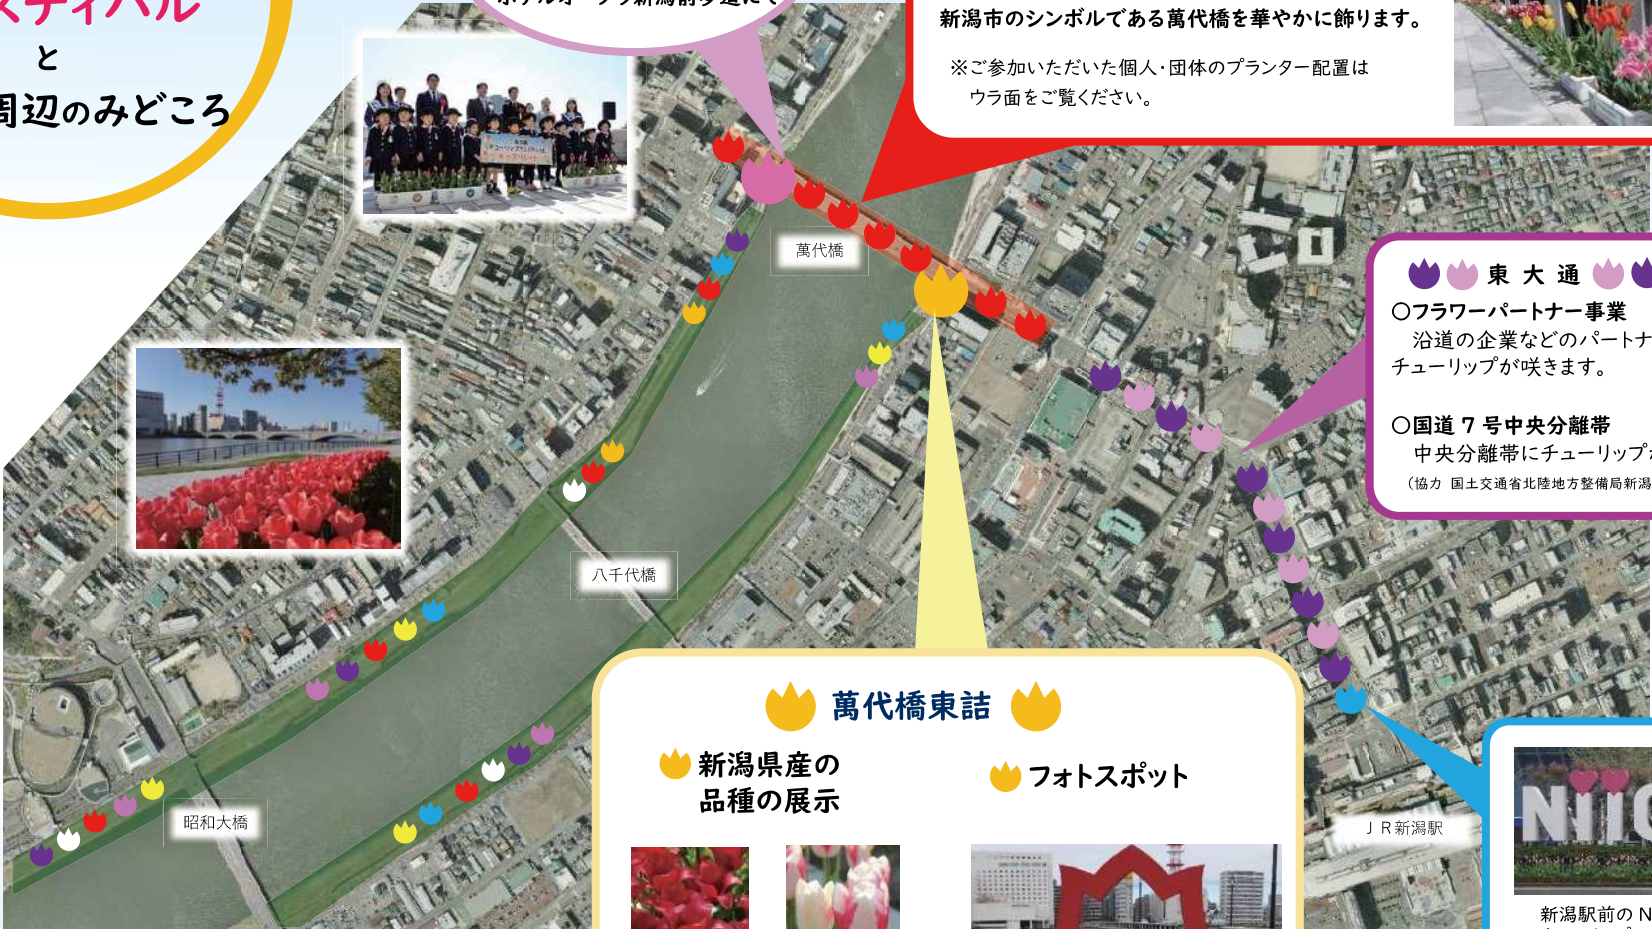 スティバル
と
周辺のみどころ
新潟市のシンボルである萬代橋を華やかに飾ります。
※ご参加いただいた個人・団体のプランター配置は
ウラ面をご覧ください。
萬代橋
東大通
○フラワーパートナー事業
沿道の企業などのパートナ
チューリップが咲きます。
○国道7号中央分離帯
中央分離帯にチューリップ
(協力 国土交通省北陸地方整備局新潟
八千代橋
昭和大橋
萬代橋東詰
新潟県産の
品種の展示
フォトスポット
JR新潟駅
NIIG
新潟駅前のN